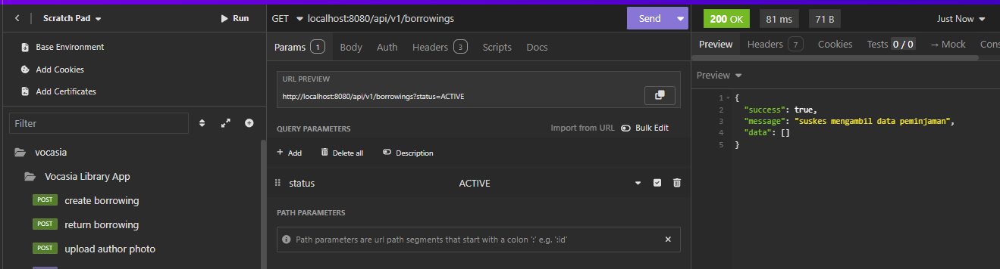 Scratch Pad
Run
Base Environment
Add Cookies
Add Certificates
Filter
vocasia
Vocasia Library App
POST create borrowing
POST return borrowing
POST upload author photo
GET localhost:8080/api/v1/borrowings
Send
Params 1 Body Auth Headers 3 Scripts Docs
URL PREVIEW
http://localhost:8080/api/v1/borrowings?status=ACTIVE
QUERY PARAMETERS Import from URL Bulk Edit
+ Add Delete all Description
status ACTIVE
PATH PARAMETERS
Path parameters are url path segments that start with a colon ':' e.g. ':id'
200 OK 81 ms 71 B Just Now
Preview Headers 7 Cookies Tests 0 / 0 → Mock Cons
Preview
1 {
2 "success": true,
3 "message": "suskes mengambil data peminjaman",
4 "data": []
5 }